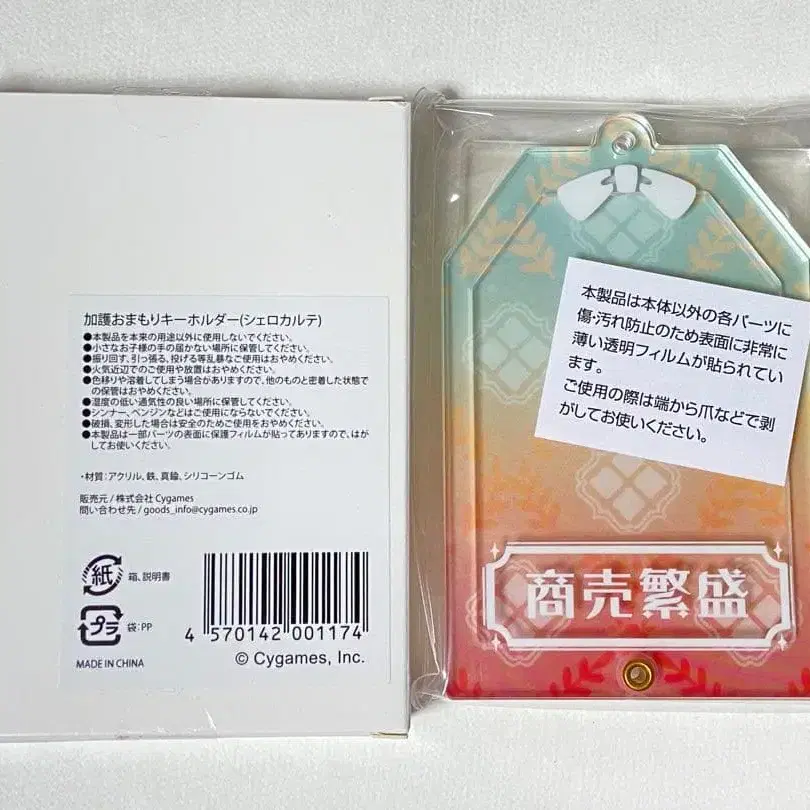 加護おまもりキーホルダー(シェロカルテ)
●本製品を本来の用途以外に使用しないでください。
●小さなお子様の手の届かない場所に保管してください。
●振り回す、引っ張る、投げる等乱暴なご使用はおやめください。
●火気近辺でのご使用や放置はおやめください。
●色移りや溶着してしまう場合がありますので、他のものと密着した状態
での保管はおやめください。
●湿度の低い通気性の良い場所に保管してください。
●シンナー、ベンジンなどはご使用にならないでください。
●破損、変形した場合は安全のためご使用をおやめください。
●本製品は一部パーツの表面に保護フィルムが貼ってありますので、はが
してお使いください。
・材質：アクリル、鉄、真鍮、シリコーンゴム
販売元 / 株式会社 Cygames
問い合わせ先 / goods_info@cygames.co.jp
紙 箱、説明書
プラ 袋：PP
MADE IN CHINA
4 570142 001174
© Cygames, Inc.
本製品は本体以外の各パーツに
傷・汚れ防止のため表面に非常に
薄い透明フィルムが貼られてい
ます。
ご使用の際は端から爪などで剥
がしてお使いください。
商売繁盛